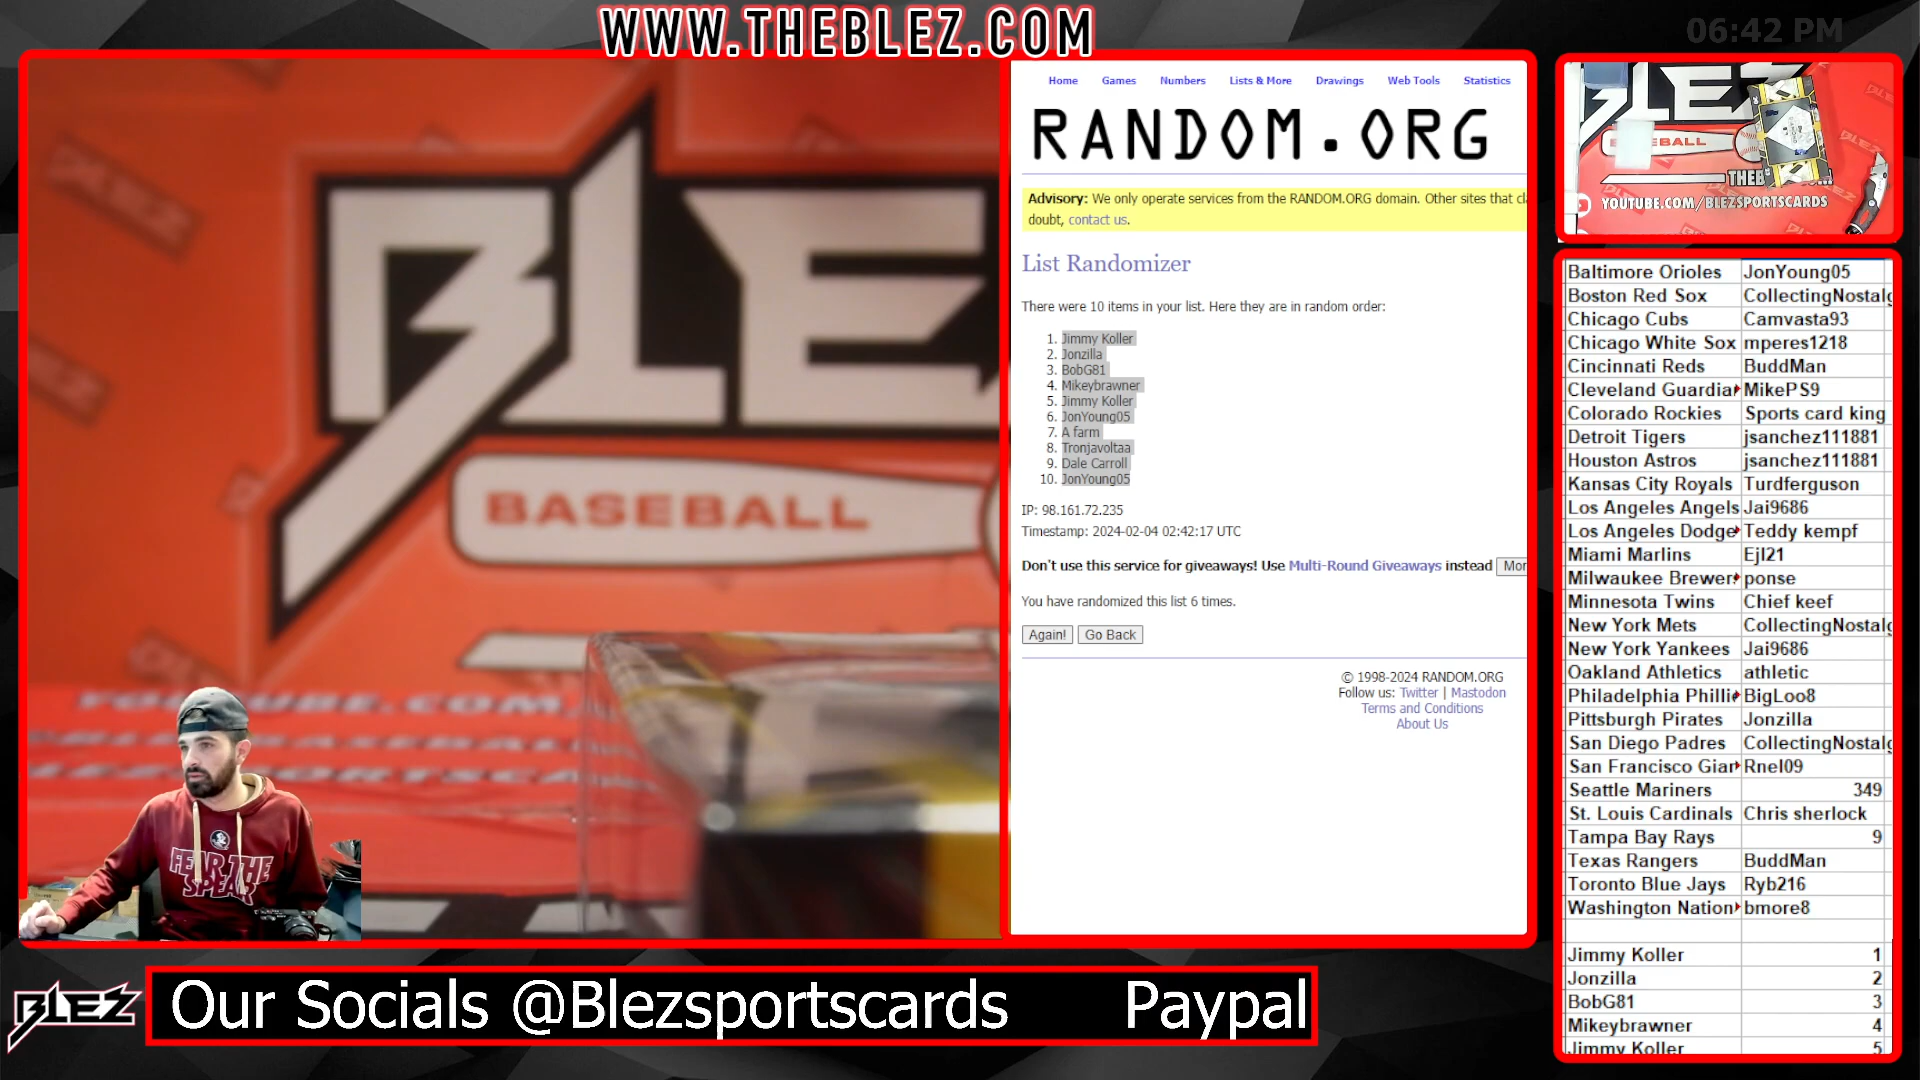 WWW.THEBLEZ.COM
06:42 PM
BLEZ
BASEBALL
Home Games Numbers Lists & More Drawings Web Tools Statistics
RANDOM.ORG
Advisory: We only operate services from the RANDOM.ORG domain. Other sites that cl
doubt, contact us.
List Randomizer
There were 10 items in your list. Here they are in random order:
1. Jimmy Koller
2. Jonzilla
3. BobG81
4. Mikeybrawner
5. Jimmy Koller
6. JonYoung05
7. A farm
8. Tronjavoltaa
9. Dale Carroll
10. JonYoung05
IP: 98.161.72.235
Timestamp: 2024-02-04 02:42:17 UTC
Don't use this service for giveaways! Use Multi-Round Giveaways instead Mor
You have randomized this list 6 times.
Again! Go Back
© 1998-2024 RANDOM.ORG
Follow us: Twitter | Mastodon
Terms and Conditions
About Us
YOUTUBE.COM/BLEZSPORTSCARDS
Baltimore Orioles JonYoung05
Boston Red Sox CollectingNostalg
Chicago Cubs Camvasta93
Chicago White Sox mperes1218
Cincinnati Reds BuddMan
Cleveland Guardia MikePS9
Colorado Rockies Sports card king
Detroit Tigers jsanchez111881
Houston Astros jsanchez111881
Kansas City Royals Turdferguson
Los Angeles Angels Jai9686
Los Angeles Dodge Teddy kempf
Miami Marlins Ejl21
Milwaukee Brewer ponse
Minnesota Twins Chief keef
New York Mets CollectingNostalg
New York Yankees Jai9686
Oakland Athletics athletic
Philadelphia Philli BigLoo8
Pittsburgh Pirates Jonzilla
San Diego Padres CollectingNostalg
San Francisco Gian Rnel09
Seattle Mariners 349
St. Louis Cardinals Chris sherlock
Tampa Bay Rays 9
Texas Rangers BuddMan
Toronto Blue Jays Ryb216
Washington Nation bmore8
Jimmy Koller 1
Jonzilla 2
BobG81 3
Mikeybrawner 4
Jimmy Koller 5
FEAR THE
SPEAR
BLEZ
Our Socials @Blezsportscards Paypal